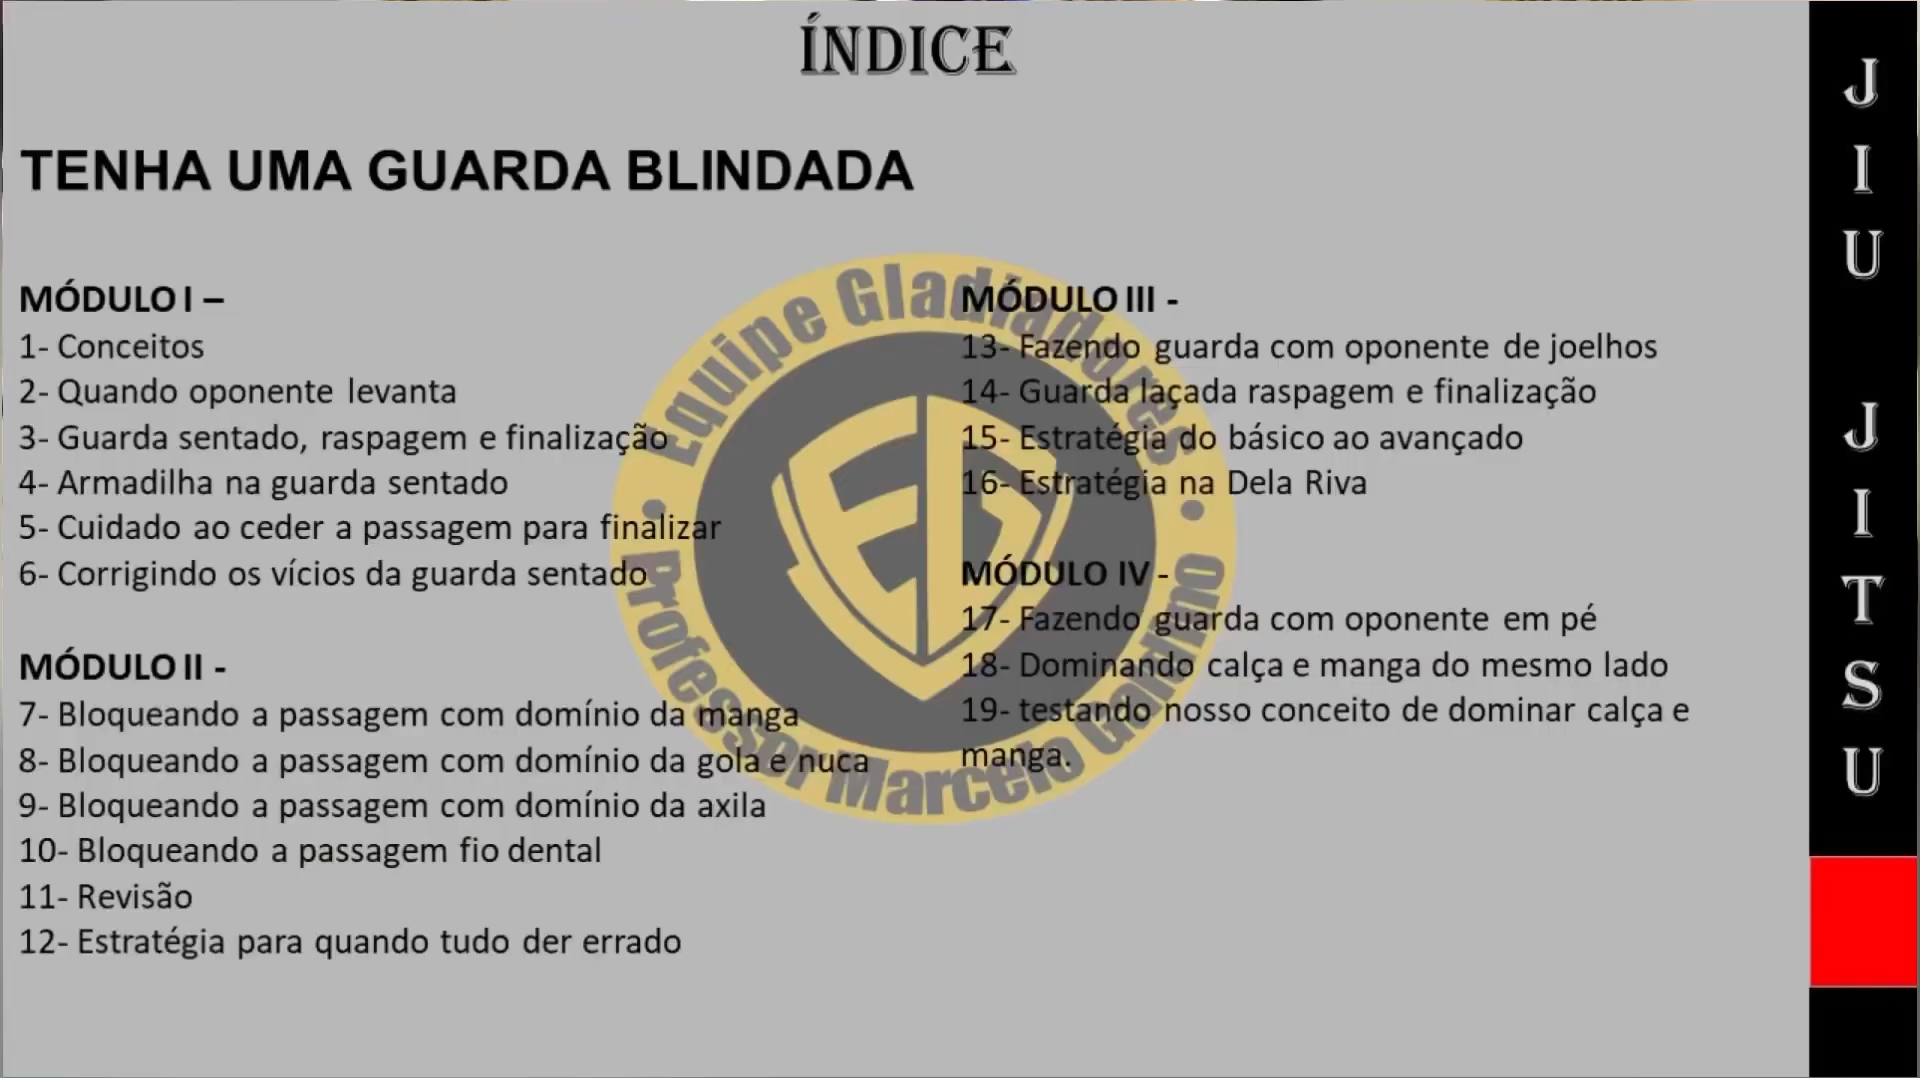 ÍNDICE
TENHA UMA GUARDA BLINDADA
MÓDULO I –
1- Conceitos
2- Quando oponente levanta
3- Guarda sentado, raspagem e finalização
4- Armadilha na guarda sentado
5- Cuidado ao ceder a passagem para finalizar
6- Corrigindo os vícios da guarda sentado
MÓDULO II -
7- Bloqueando a passagem com domínio da manga
8- Bloqueando a passagem com domínio da gola e nuca
9- Bloqueando a passagem com domínio da axila
10- Bloqueando a passagem fio dental
11- Revisão
12- Estratégia para quando tudo der errado
MÓDULO III -
13- Fazendo guarda com oponente de joelhos
14- Guarda laçada raspagem e finalização
15- Estratégia do básico ao avançado
16- Estratégia na Dela Riva
MÓDULO IV -
17- Fazendo guarda com oponente em pé
18- Dominando calça e manga do mesmo lado
19- testando nosso conceito de dominar calça e
manga.
Equipe Gladiadores
EG
Professor Marcelo Galdino
JIU JITSU